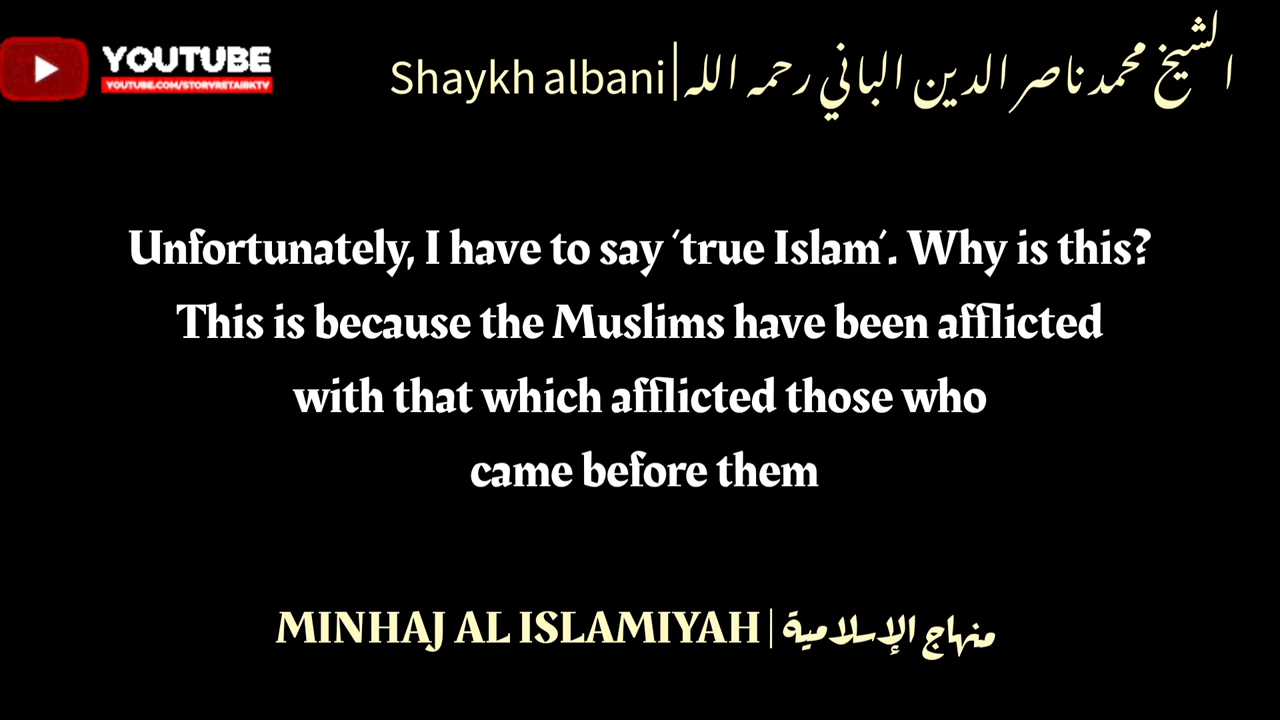 YOUTUBE
YOUTUBE.COM/STORVRETAIBKTV
Shaykh albani|الشيخ محمد ناصر الدين الباني رحمه الله
Unfortunately, I have to say ‘true Islam’. Why is this?
This is because the Muslims have been afflicted
with that which afflicted those who
came before them
MINHAJ AL ISLAMIYAH | منهاج الإسلامية